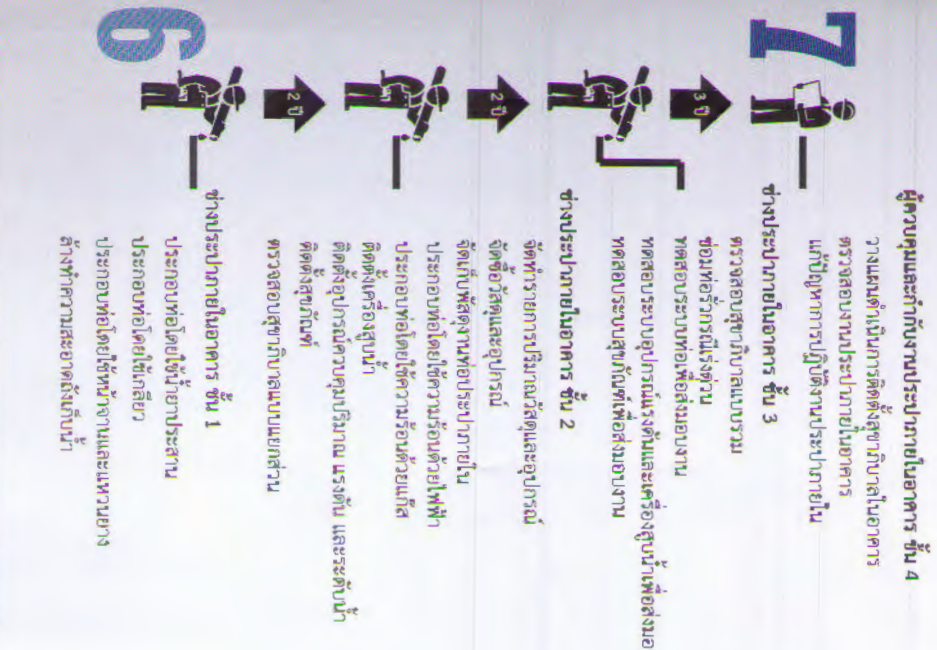 ผู้ควบคุมและกำกับงานประปาภายในอาคาร ชั้น 4
วางแผนดำเนินการติดตั้งสุขาภิบาลในอาคาร
ตรวจสอบงานประปาภายในอาคาร
แก้ปัญหาการปฏิบัติงานประปาภายใน
7
ช่างประปาภายในอาคาร ชั้น 3
ตรวจสอบสุขาภิบาลแบบรวม
ซ่อมท่อรั่วกรณีเร่งด่วน
ทดสอบระบบท่อเพื่อส่งมอบงาน
ทดสอบระบบอุปกรณ์แรงดันและเครื่องสูบน้ำเพื่อส่งมอ
ทดสอบระบบสุขภัณฑ์เพื่อส่งมอบงาน
3 ปี
ช่างประปาภายในอาคาร ชั้น 2
จัดทำรายการปริมาณวัสดุและอุปกรณ์
จัดซื้อวัสดุและอุปกรณ์
จัดเก็บพัสดุงานท่อประปาภายใน
ประกอบท่อโดยใช้ความร้อนด้วยไฟฟ้า
ประกอบท่อโดยใช้ความร้อนด้วยแก๊ส
ติดตั้งเครื่องสูบน้ำ
ติดตั้งอุปกรณ์ควบคุมปริมาณ แรงดัน และระดับน้ำ
ติดตั้งสุขภัณฑ์
ตรวจสอบสุขาภิบาลแบบแยกส่วน
2 ปี
2 ปี
6
ช่างประปาภายในอาคาร ชั้น 1
ประกอบท่อโดยใช้น้ำยาประสาน
ประกอบท่อโดยใช้เกลียว
ประกอบท่อโดยใช้หน้าจานและแหวนยาง
ล้างทำความสะอาดถังเก็บน้ำ